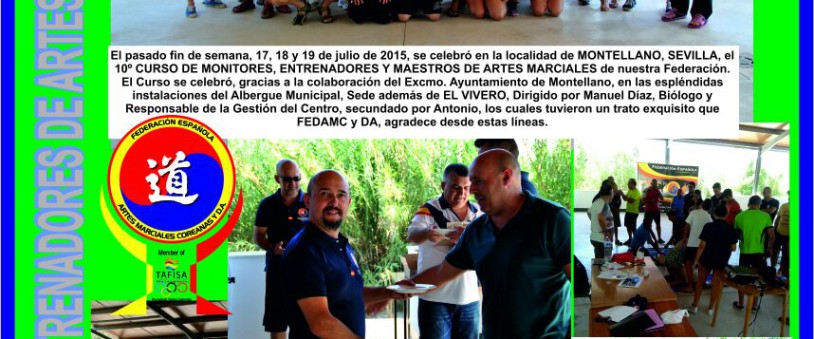 El pasado fin de semana, 17, 18 y 19 de julio de 2015, se celebró en la localidad de MONTELLANO, SEVILLA, el
10º CURSO DE MONITORES, ENTRENADORES Y MAESTROS DE ARTES MARCIALES de nuestra Federación.
El Curso se celebró, gracias a la colaboración del Excmo. Ayuntamiento de Montellano, en las espléndidas
instalaciones del Albergue Municipal, Sede además de EL VIVERO, Dirigido por Manuel Díaz, Biólogo y
Responsable de la Gestión del Centro, secundado por Antonio, los cuales tuvieron un trato exquisito que
FEDAMC y DA, agradece desde estas líneas.
TRENADORES DE ARTES
FEDERACIÓN ESPAÑOLA
道
ARTES MARCIALES COREANAS Y D.A.
Member of
TAFISA
FEDERACIÓN ESPAÑOLA